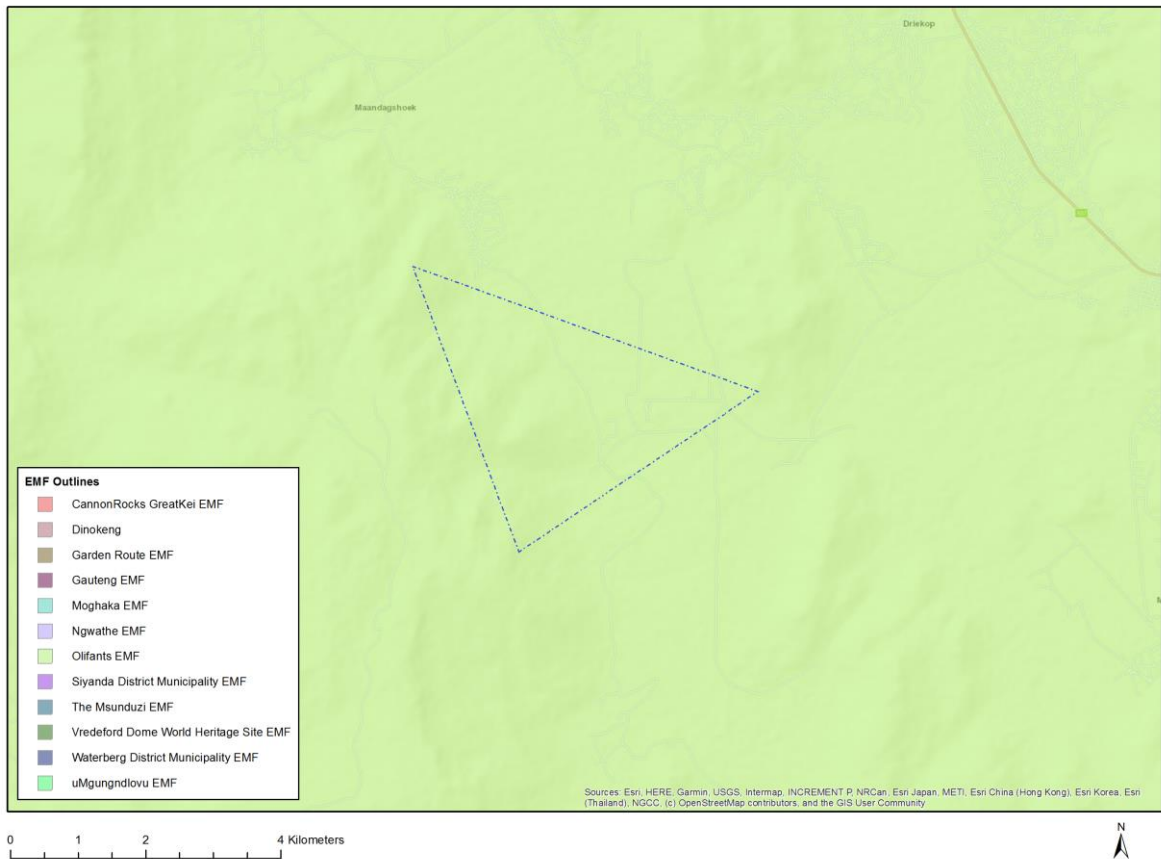 Driekop
Maandagshoek
EMF Outlines
CannonRocks GreatKei EMF
Dinokeng
Garden Route EMF
Gauteng EMF
Moghaka EMF
Ngwathe EMF
Olifants EMF
Siyanda District Municipality EMF
The Msunduzi EMF
Vredeford Dome World Heritage Site EMF
Waterberg District Municipality EMF
uMgungndlovu EMF
Sources: Esri, HERE, Garmin, USGS, Intermap, INCREMENT P, NRCan, Esri Japan, METI, Esri China (Hong Kong), Esri Korea, Esri
(Thailand), NGCC, (c) OpenStreetMap contributors, and the GIS User Community
0 1 2 4 Kilometers
N